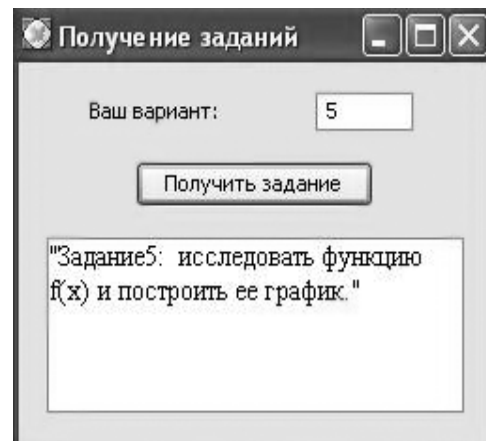 Получение заданий
Ваш вариант: 5
Получить задание
"Задание5: исследовать функцию
f(x) и построить ее график."